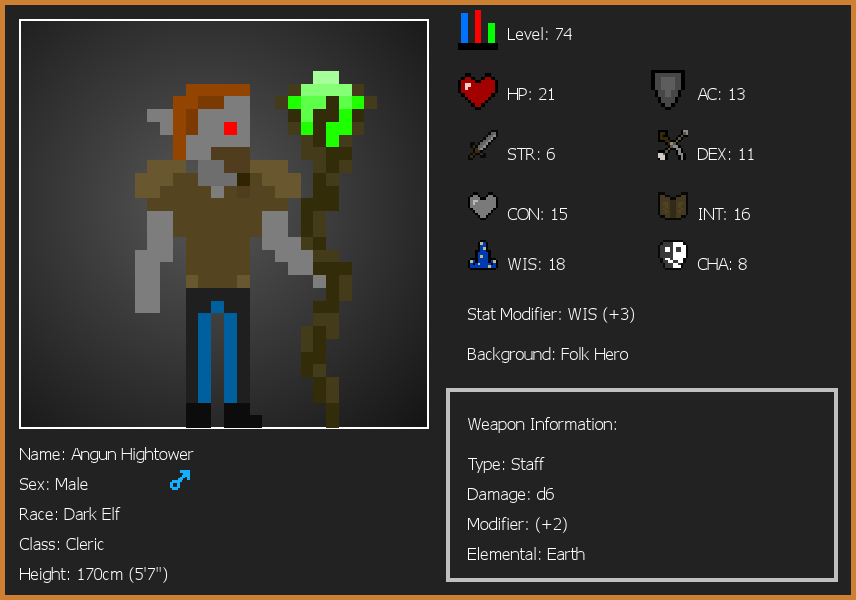 Level: 74
HP: 21
AC: 13
STR: 6
DEX: 11
CON: 15
INT: 16
WIS: 18
CHA: 8
Stat Modifier: WIS (+3)
Background: Folk Hero
Weapon Information:
Type: Staff
Damage: d6
Modifier: (+2)
Elemental: Earth
Name: Angun Hightower
Sex: Male
Race: Dark Elf
Class: Cleric
Height: 170cm (5'7")